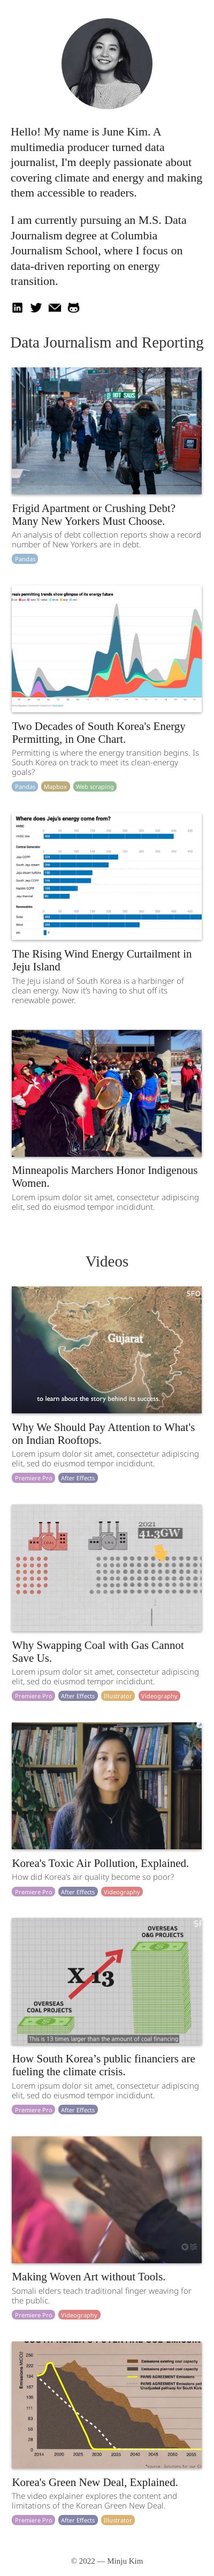 Hello! My name is June Kim. A
multimedia producer turned data
journalist, I'm deeply passionate about
covering climate and energy and making
them accessible to readers.
I am currently pursuing an M.S. Data
Journalism degree at Columbia
Journalism School, where I focus on
data-driven reporting on energy
transition.
Data Journalism and Reporting
Frigid Apartment or Crushing Debt?
Many New Yorkers Must Choose.
An analysis of debt collection reports show a record
number of New Yorkers are in debt.
Pandas
Two Decades of South Korea's Energy
Permitting, in One Chart.
Permitting is where the energy transition begins. Is
South Korea on track to meet its clean-energy
goals?
Pandas Mapbox Web scraping
Where does Jeju's energy come from?
The Rising Wind Energy Curtailment in
Jeju Island
The Jeju island of South Korea is a harbinger of
clean energy. Now it's having to shut off its
renewable power.
Minneapolis Marchers Honor Indigenous
Women.
Lorem ipsum dolor sit amet, consectetur adipiscing
elit, sed do eiusmod tempor incididunt.
Videos
Gujarat
to learn about the story behind its success.
Why We Should Pay Attention to What's
on Indian Rooftops.
Lorem ipsum dolor sit amet, consectetur adipiscing
elit, sed do eiusmod tempor incididunt.
Premiere Pro After Effects
2021
41.3GW
Why Swapping Coal with Gas Cannot
Save Us.
Lorem ipsum dolor sit amet, consectetur adipiscing
elit, sed do eiusmod tempor incididunt.
Premiere Pro After Effects Illustrator Videography
Korea's Toxic Air Pollution, Explained.
How did Korea's air quality become so poor?
Premiere Pro After Effects Videography
OVERSEAS
O&G PROJECTS
X 13
OVERSEAS
COAL PROJECTS
This is 13 times larger than the amount of coal financing
How South Korea’s public financiers are
fueling the climate crisis.
Lorem ipsum dolor sit amet, consectetur adipiscing
elit, sed do eiusmod tempor incididunt.
Premiere Pro After Effects
Making Woven Art without Tools.
Somali elders teach traditional finger weaving for
the public.
Premiere Pro Videography
Korea's Green New Deal, Explained.
The video explainer explores the content and
limitations of the Korean Green New Deal.
Premiere Pro After Effects Illustrator
© 2022 — Minju Kim